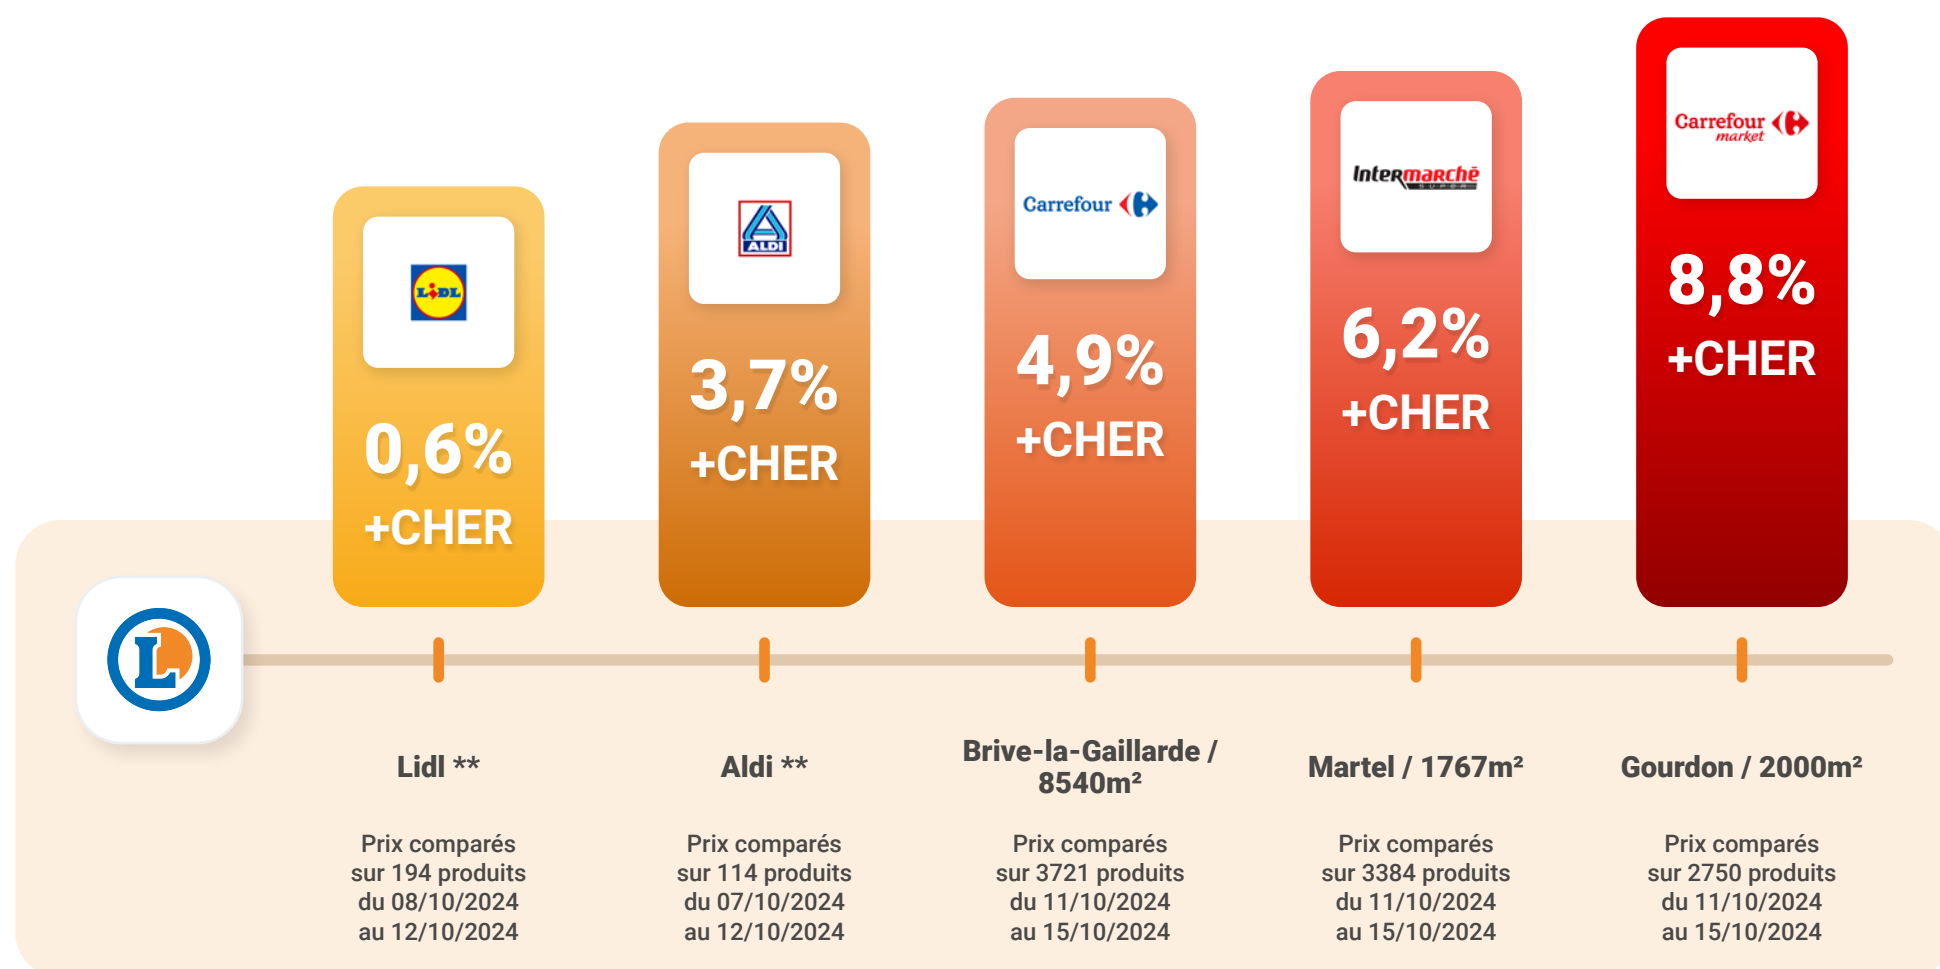 LIDL
0,6%
+CHER
ALDI
3,7%
+CHER
Carrefour
4,9%
+CHER
Intermarchē
SUPER
6,2%
+CHER
Carrefour
market
8,8%
+CHER
L
Lidl **
Prix comparés
sur 194 produits
du 08/10/2024
au 12/10/2024
Aldi **
Prix comparés
sur 114 produits
du 07/10/2024
au 12/10/2024
Brive-la-Gaillarde /
8540m²
Prix comparés
sur 3721 produits
du 11/10/2024
au 15/10/2024
Martel / 1767m²
Prix comparés
sur 3384 produits
du 11/10/2024
au 15/10/2024
Gourdon / 2000m²
Prix comparés
sur 2750 produits
du 11/10/2024
au 15/10/2024